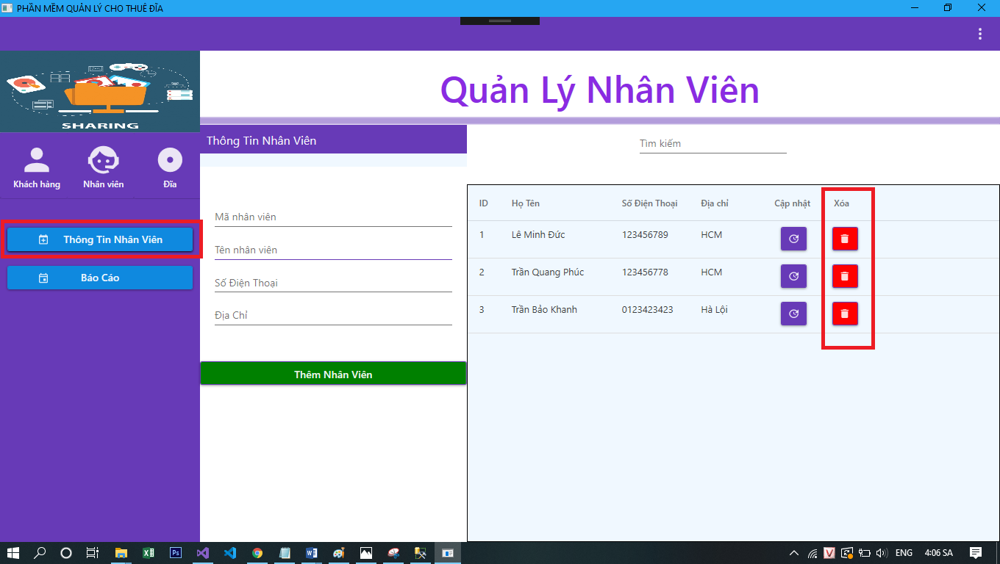 PHẦN MỀM QUẢN LÝ CHO THUÊ ĐĨA
SHARING
Quản Lý Nhân Viên
Khách hàng Nhân viên Đĩa
Thông Tin Nhân Viên
Báo Cáo
Thông Tin Nhân Viên
Mã nhân viên
Tên nhân viên
Số Điện Thoại
Địa Chỉ
Thêm Nhân Viên
Tìm kiếm
ID Họ Tên Số Điện Thoại Địa chỉ Cập nhật Xóa
1 Lê Minh Đức 123456789 HCM
2 Trần Quang Phúc 123456778 HCM
3 Trần Bảo Khanh 0123423423 Hà Lội
Ps V ENG 4:06 SA